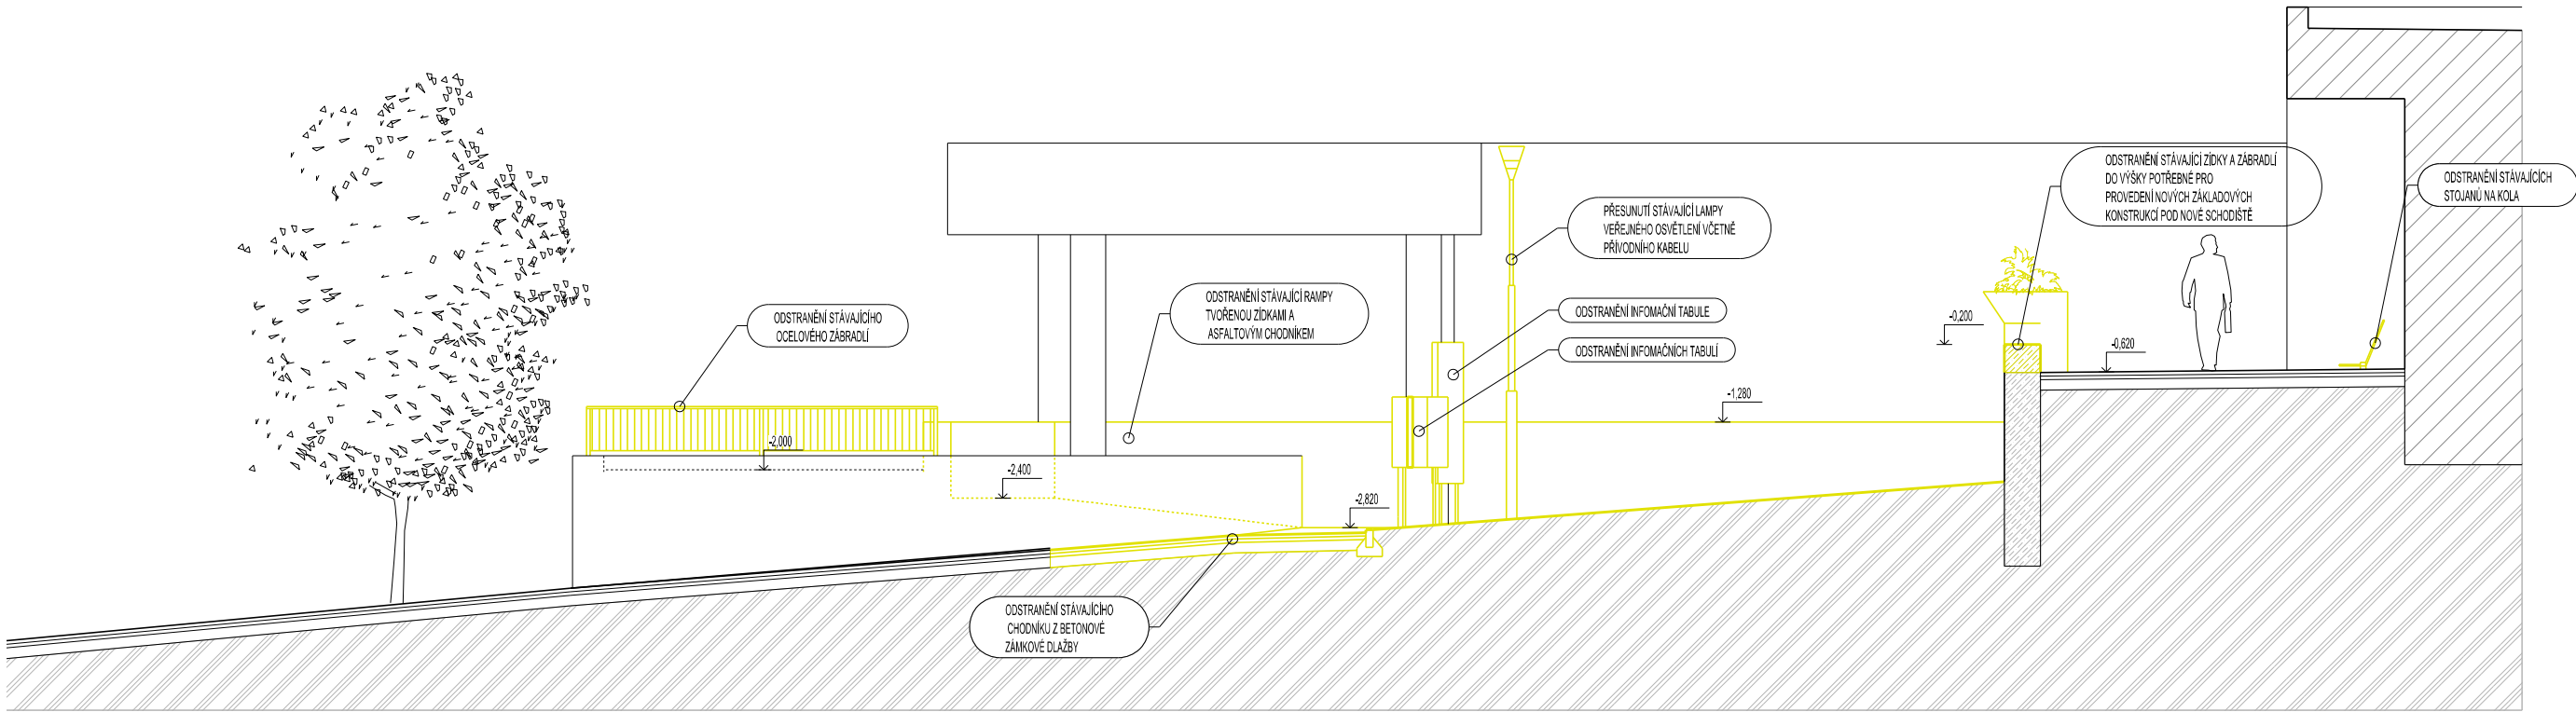 ODSTRANĚNÍ STÁVAJÍCÍHO
OCELOVÉHO ZÁBRADLÍ
ODSTRANĚNÍ STÁVAJÍCÍ RAMPY
TVOŘENOU ZÍDKAMI A
ASFALTOVÝM CHODNÍKEM
PŘESUNUTÍ STÁVAJÍCÍ LAMPY
VEŘEJNÉHO OSVĚTLENÍ VČETNĚ
PŘÍVODNÍHO KABELU
ODSTRANĚNÍ INFOMAČNÍ TABULE
ODSTRANĚNÍ INFOMAČNÍCH TABULÍ
ODSTRANĚNÍ STÁVAJÍCÍ ZÍDKY A ZÁBRADLÍ
DO VÝŠKY POTŘEBNÉ PRO
PROVEDENÍ NOVÝCH ZÁKLADOVÝCH
KONSTRUKCÍ POD NOVÉ SCHODIŠTĚ
ODSTRANĚNÍ STÁVAJÍCÍCH
STOJANŮ NA KOLA
-0,200
-0,620
-1,280
-2,000
-2,400
-2,820
ODSTRANĚNÍ STÁVAJÍCÍHO
CHODNÍKU Z BETONOVÉ
ZÁMKOVÉ DLAŽBY